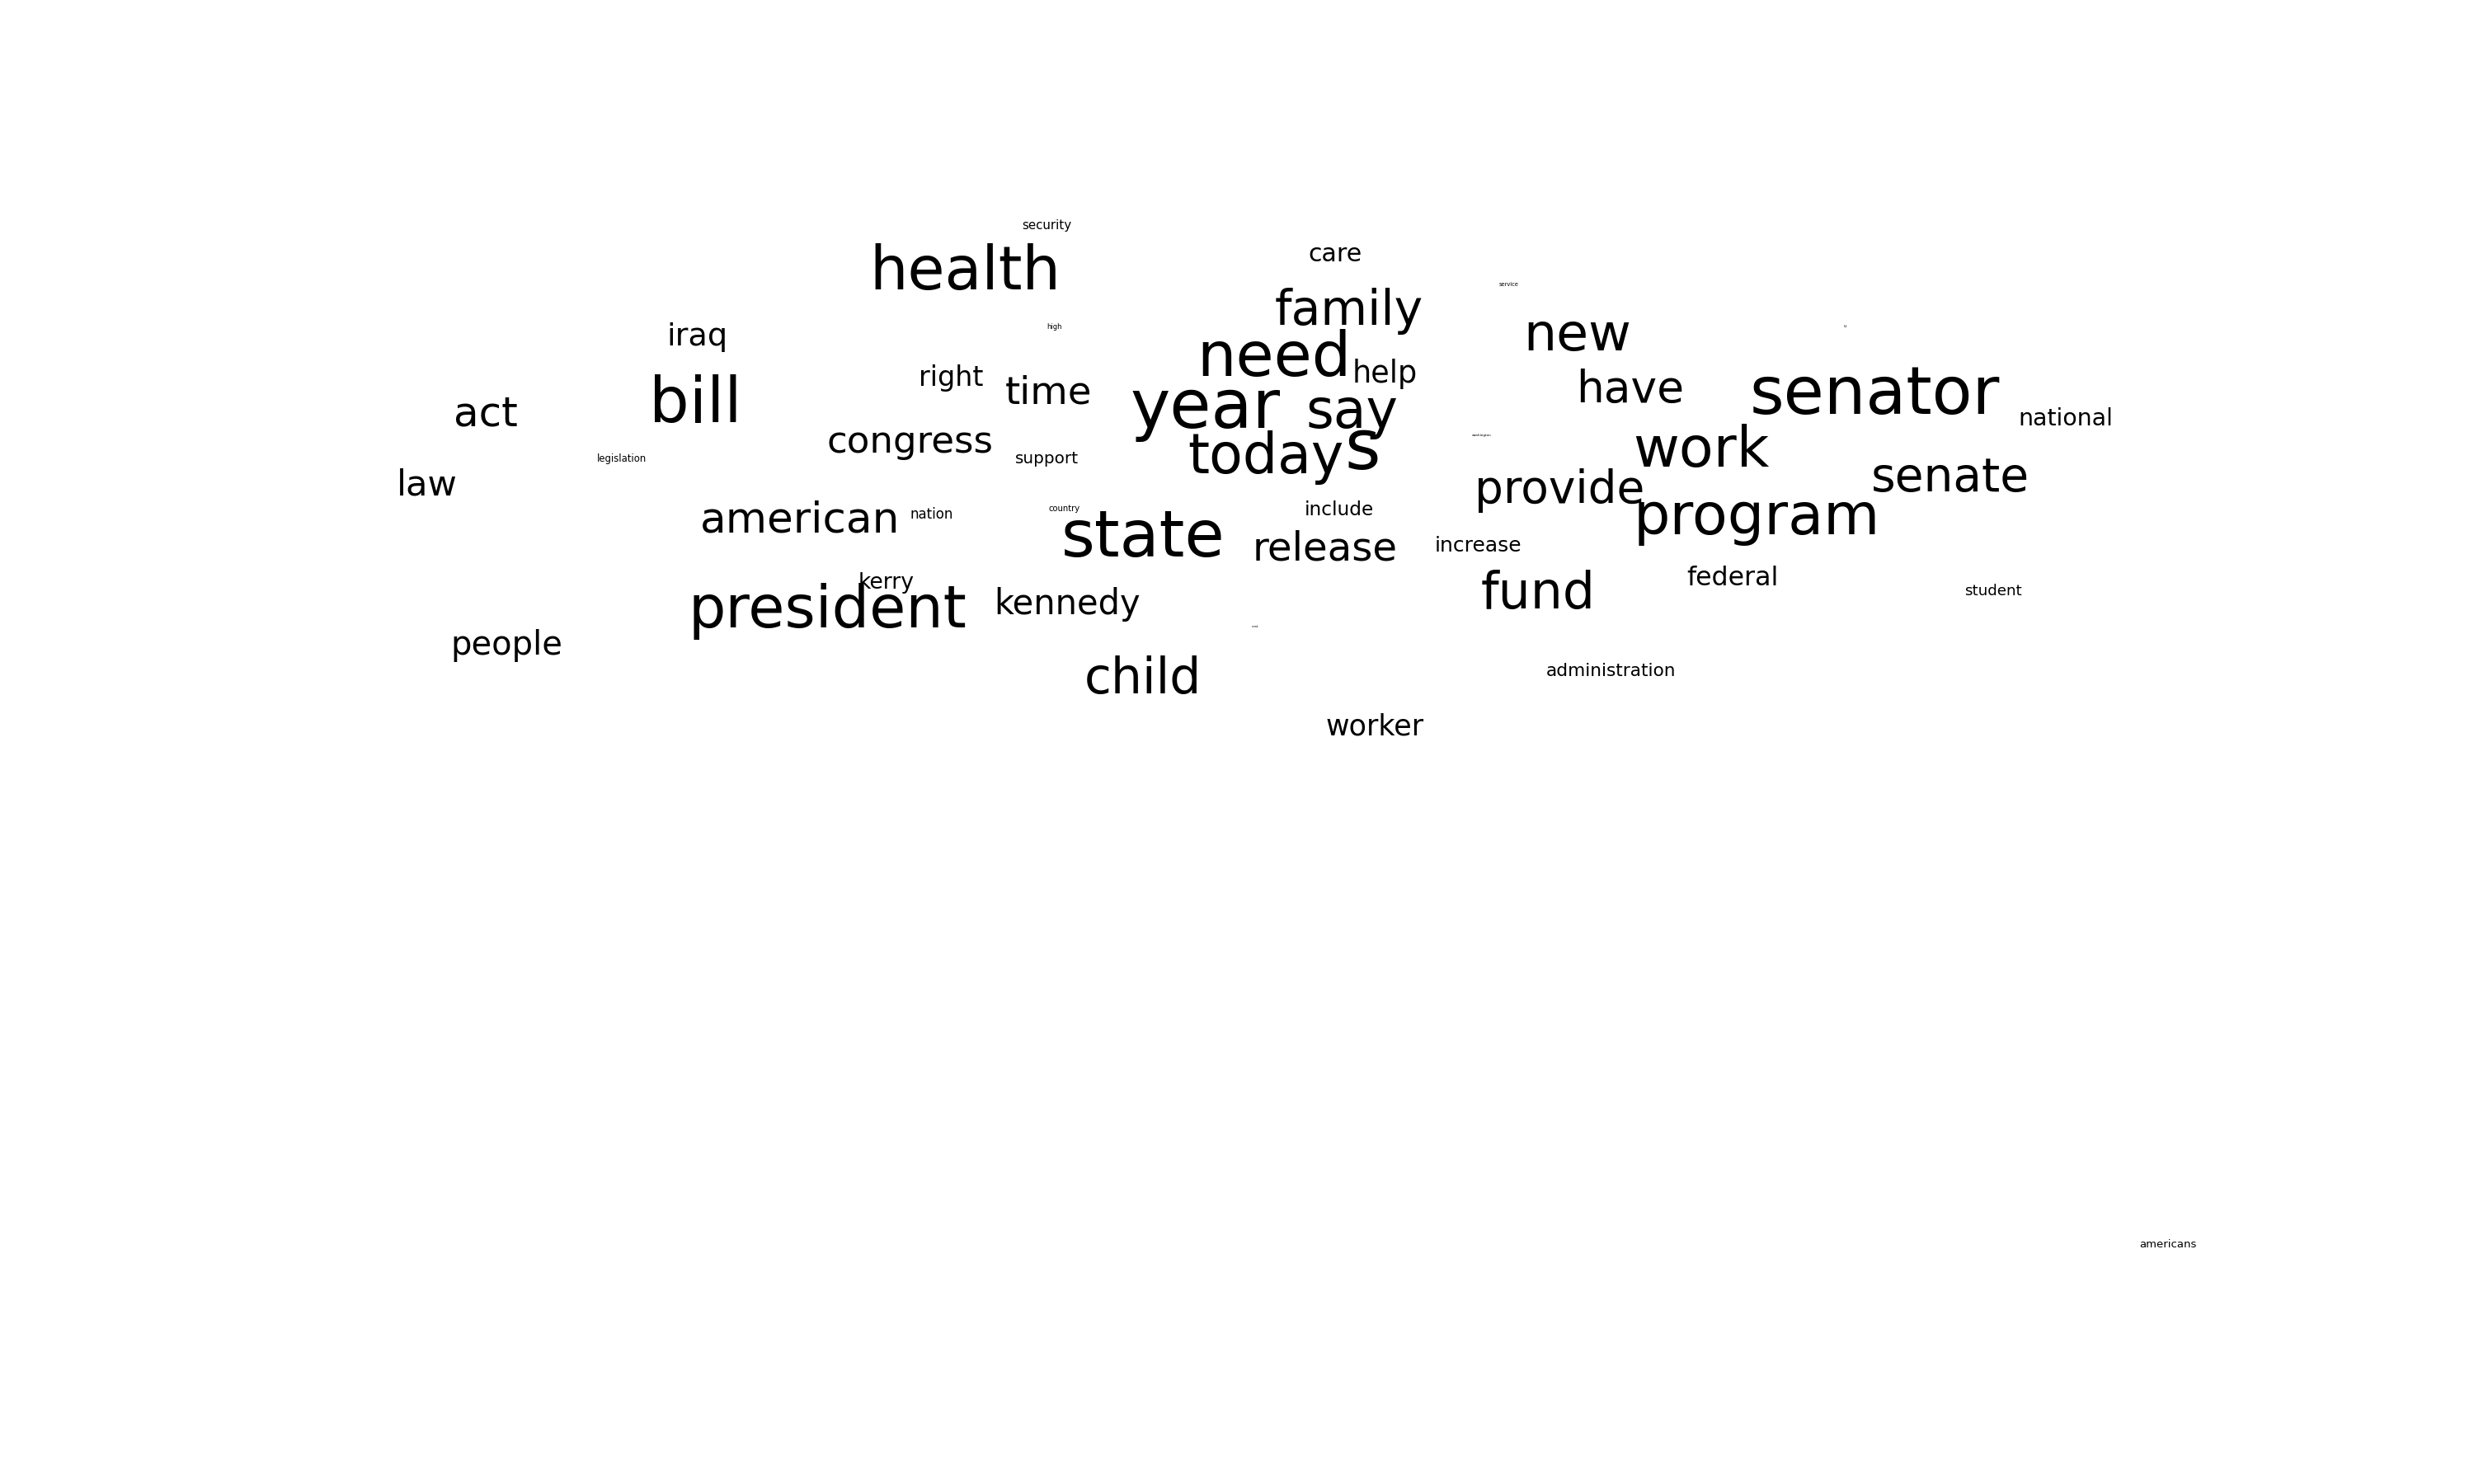 security
care
health
service
family
high
new
iraq
need
help
right
time
have
senator
bill
year
say
act
national
congress
todays
work
washington
support
legislation
senate
law
provide
american
nation
country
include
program
state
release
increase
kerry
federal
president
kennedy
fund
student
people
child
administration
worker
americans